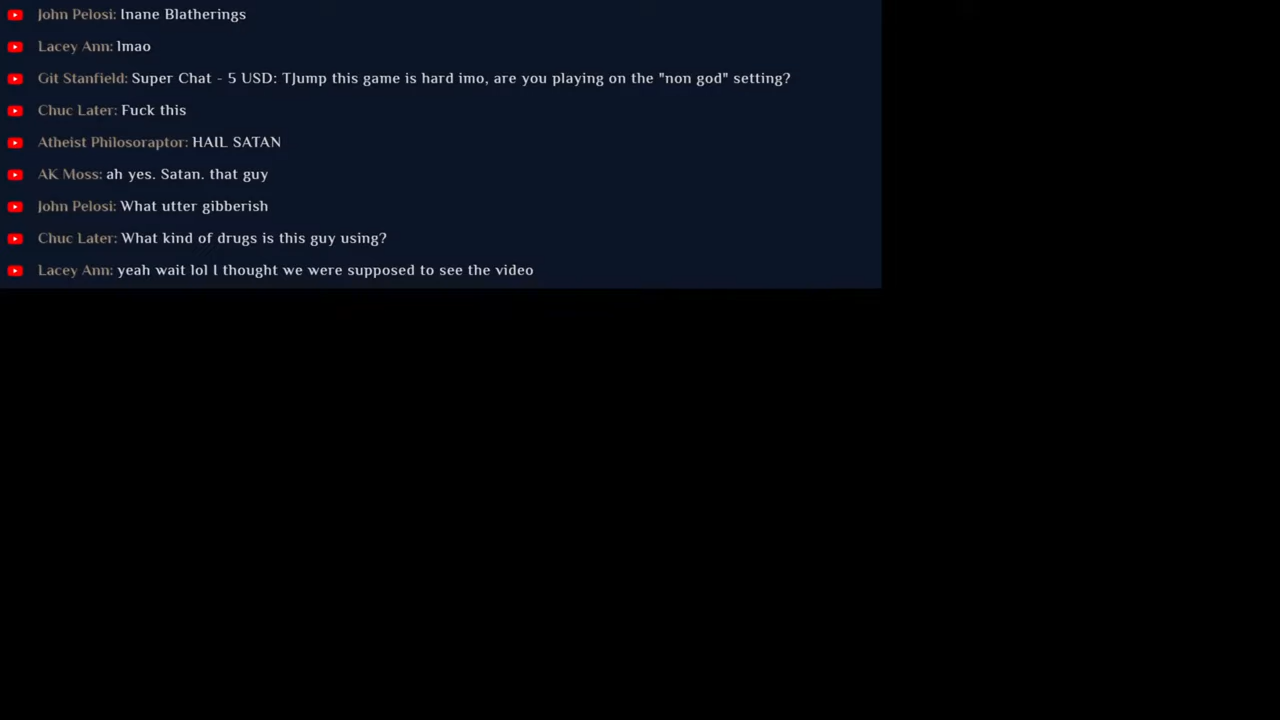 John Pelosi: Inane Blatherings
Lacey Ann: lmao
Git Stanfield: Super Chat - 5 USD: TJump this game is hard imo, are you playing on the "non god" setting?
Chuc Later: Fuck this
Atheist Philosoraptor: HAIL SATAN
AK Moss: ah yes. Satan. that guy
John Pelosi: What utter gibberish
Chuc Later: What kind of drugs is this guy using?
Lacey Ann: yeah wait lol I thought we were supposed to see the video